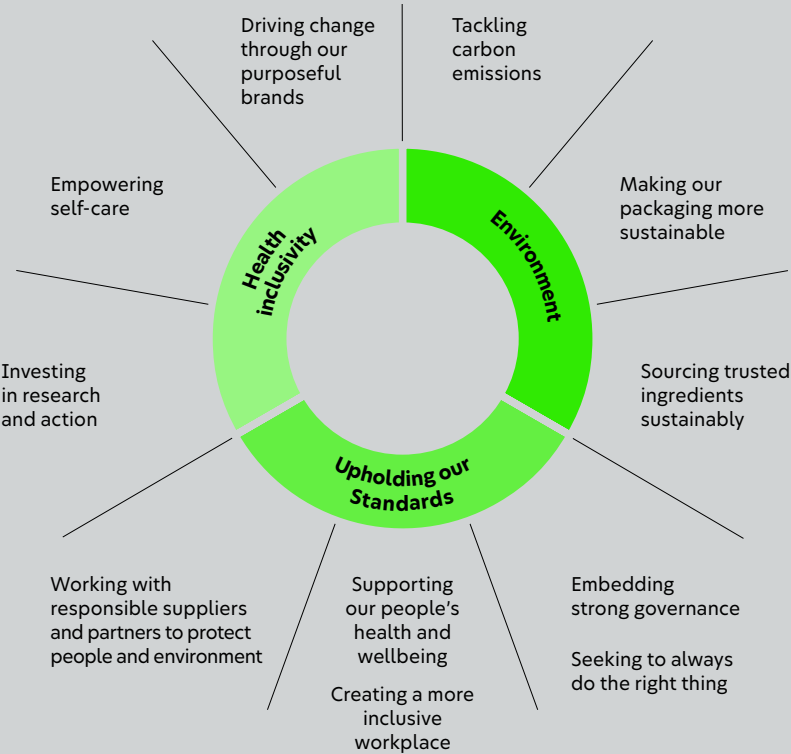 Driving change
through our
purposeful
brands
Tackling
carbon
emissions
Empowering
self-care
Making our
packaging more
sustainable
Health
inclusivity
Environment
Investing
in research
and action
Sourcing trusted
ingredients
sustainably
Upholding our
Standards
Working with
responsible suppliers
and partners to protect
people and environment
Supporting
our people's
health and
wellbeing
Creating a more
inclusive
workplace
Embedding
strong governance
Seeking to always
do the right thing